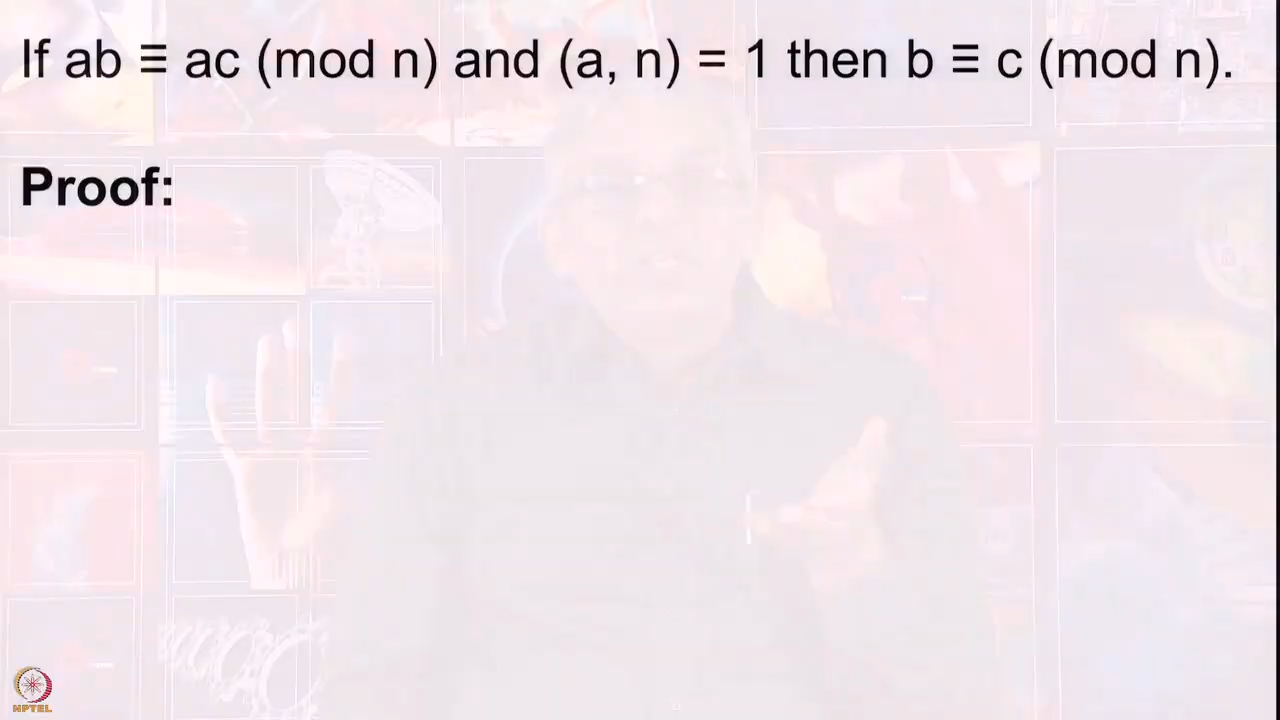 If ab ≡ ac (mod n) and (a, n) = 1 then b ≡ c (mod n).
Proof:
NPTEL